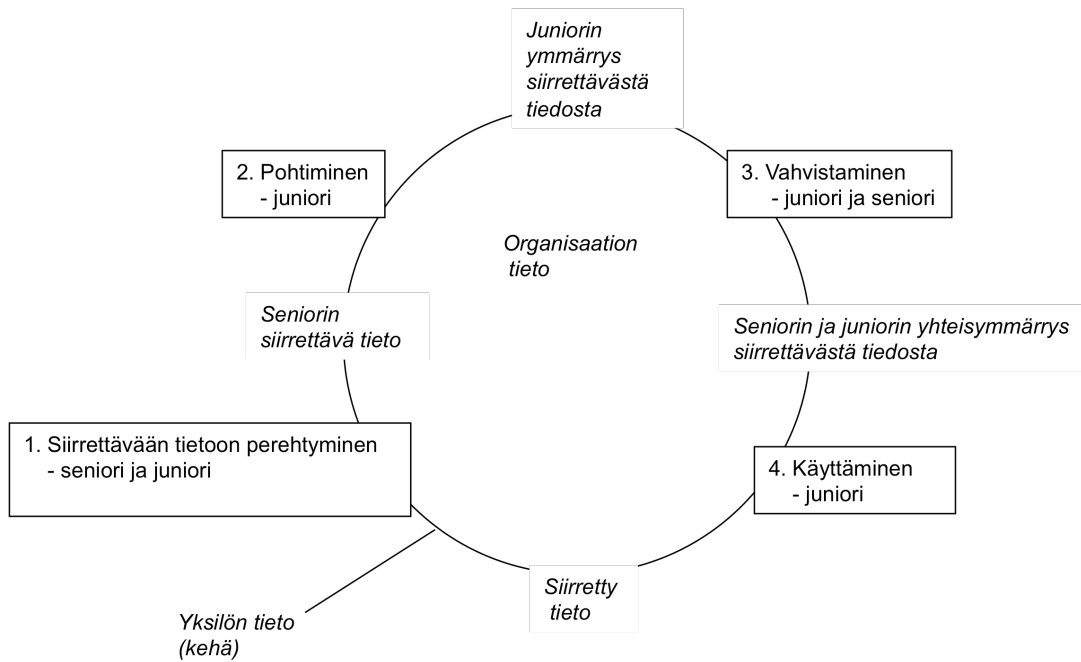 Juniorin
ymmärrys
siirrettävästä
tiedosta
2. Pohtiminen
- juniori
3. Vahvistaminen
- juniori ja seniori
Organisaation
tieto
Seniorin
siirrettävä tieto
Seniorin ja juniorin yhteisymmärrys
siirrettävästä tiedosta
1. Siirrettävään tietoon perehtyminen
- seniori ja juniori
4. Käyttäminen
- juniori
Siirretty
tieto
Yksilön tieto
(kehä)